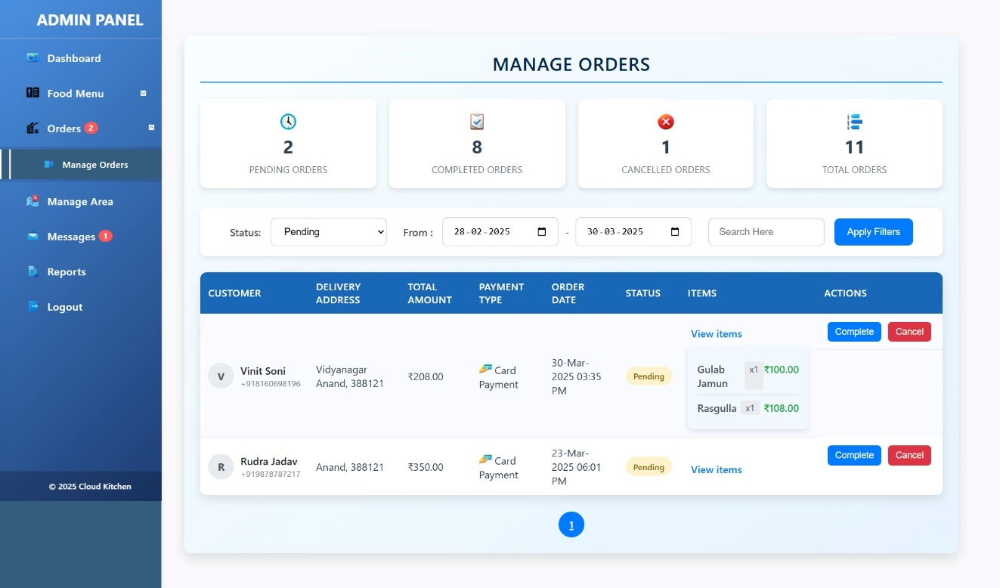 ADMIN PANEL
Dashboard
Food Menu
Orders 2
Manage Orders
Manage Area
Messages 1
Reports
Logout
© 2025 Cloud Kitchen
MANAGE ORDERS
2
PENDING ORDERS
8
COMPLETED ORDERS
1
CANCELLED ORDERS
11
TOTAL ORDERS
Status: Pending From : 28-02-2025 - 30-03-2025 Search Here Apply Filters
CUSTOMER
DELIVERY
ADDRESS
TOTAL
AMOUNT
PAYMENT
TYPE
ORDER
DATE
STATUS
ITEMS
ACTIONS
V
Vinit Soni
+918160698196
Vidyanagar
Anand, 388121
₹208.00
Card
Payment
30-Mar-
2025 03:35
PM
Pending
View items
Gulab
Jamun
x1 ₹100.00
Rasgulla x1 ₹108.00
Complete Cancel
R
Rudra Jadav
+919878787217
Anand, 388121
₹350.00
Card
Payment
23-Mar-
2025 06:01
PM
Pending
View items
Complete Cancel
1